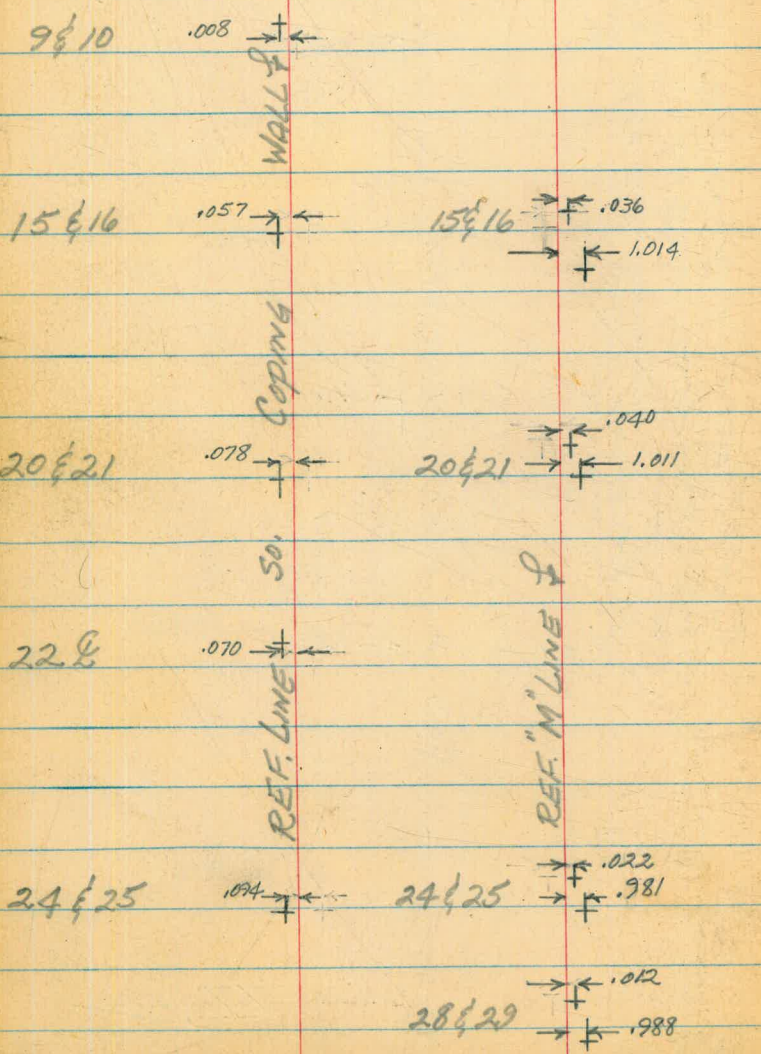 9 & 10 .008
15 & 16 .057
20 & 21 .078
22 ℄ .070
24 & 25 .094
REF. LINE So. COPING WALL ⅊
15 & 16 .036
1.014
20 & 21 .040
1.011
24 & 25 .022
.981
28 & 29 .012
.988
REF. "M" LINE ⅊